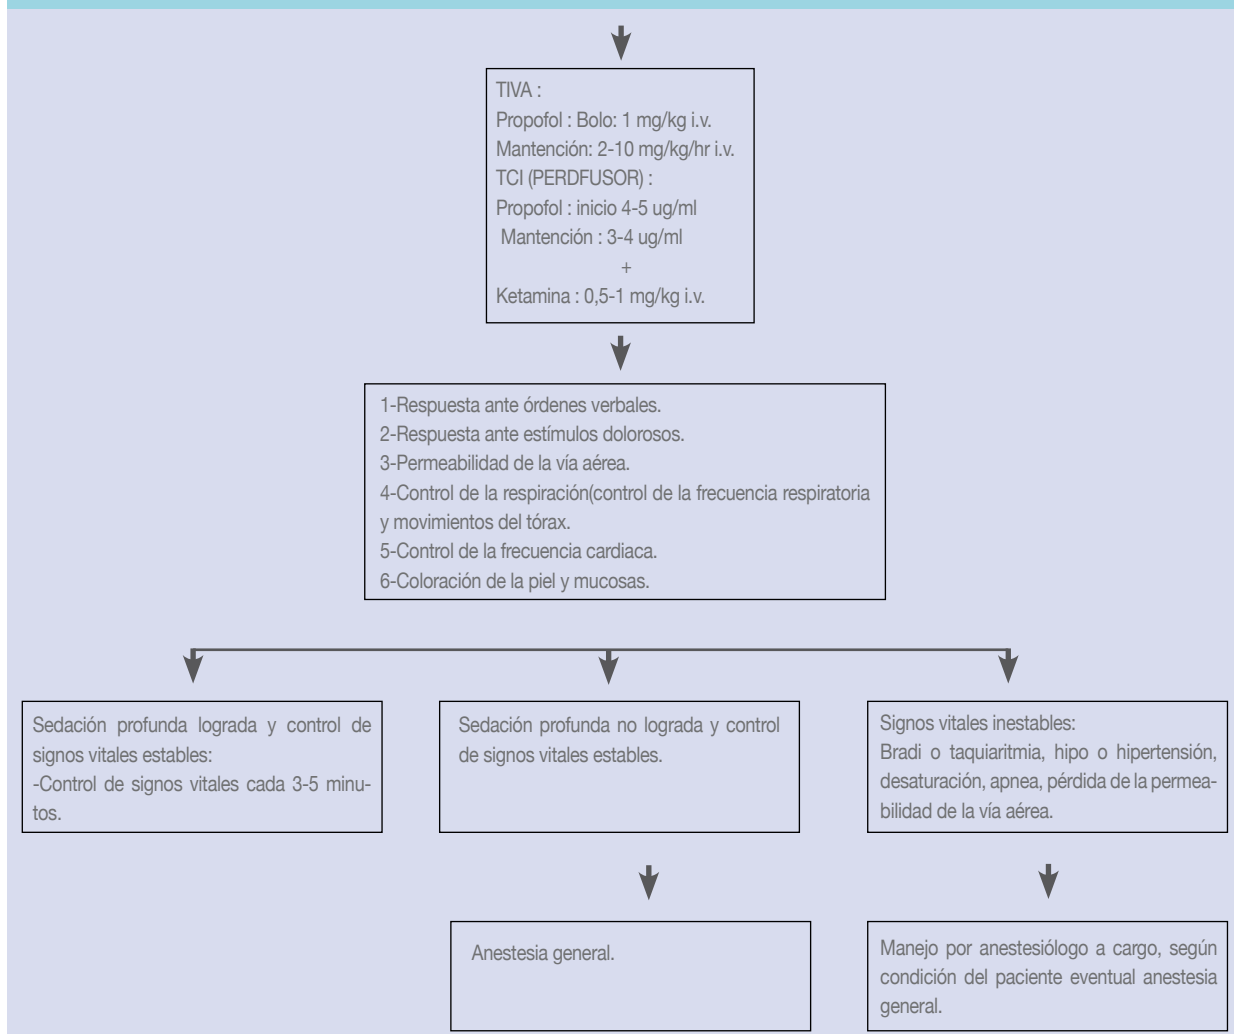 TIVA :
Propofol : Bolo: 1 mg/kg i.v.
Mantención: 2-10 mg/kg/hr i.v.
TCI (PERDFUSOR) :
Propofol : inicio 4-5 ug/ml
Mantención : 3-4 ug/ml
+
Ketamina : 0,5-1 mg/kg i.v.
1-Respuesta ante órdenes verbales.
2-Respuesta ante estímulos dolorosos.
3-Permeabilidad de la vía aérea.
4-Control de la respiración(control de la frecuencia respiratoria
y movimientos del tórax.
5-Control de la frecuencia cardiaca.
6-Coloración de la piel y mucosas.
Sedación profunda lograda y control de
signos vitales estables:
-Control de signos vitales cada 3-5 minu-
tos.
Sedación profunda no lograda y control
de signos vitales estables.
Signos vitales inestables:
Bradi o taquiaritmia, hipo o hipertensión,
desaturación, apnea, pérdida de la permea-
bilidad de la vía aérea.
Anestesia general.
Manejo por anestesiólogo a cargo, según
condición del paciente eventual anestesia
general.